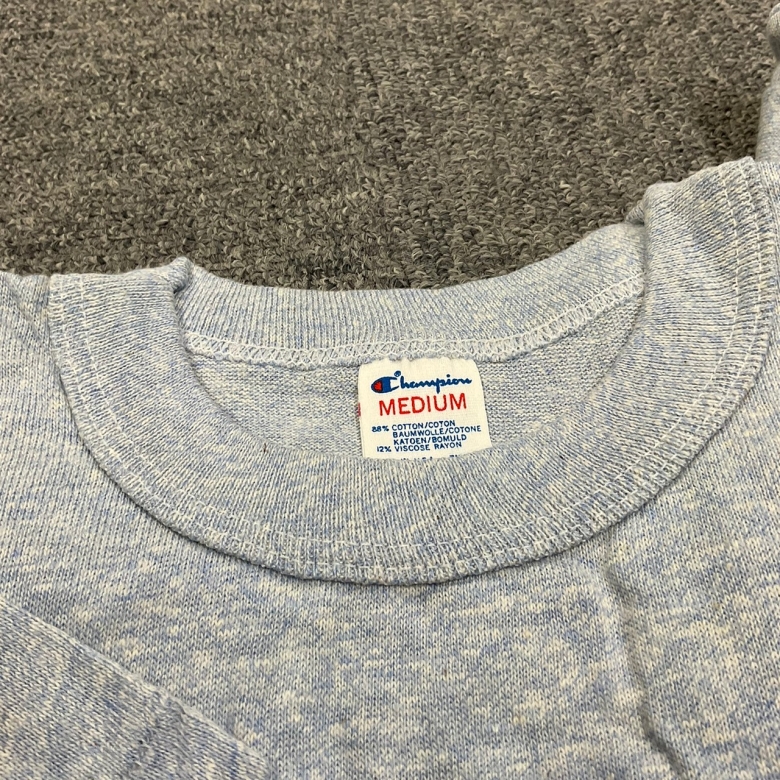 Champion
MEDIUM
88% COTTON/COTON
BAUMWOLLE/COTONE
KATOEN/BOMULD
12% VISCOSE RAYON